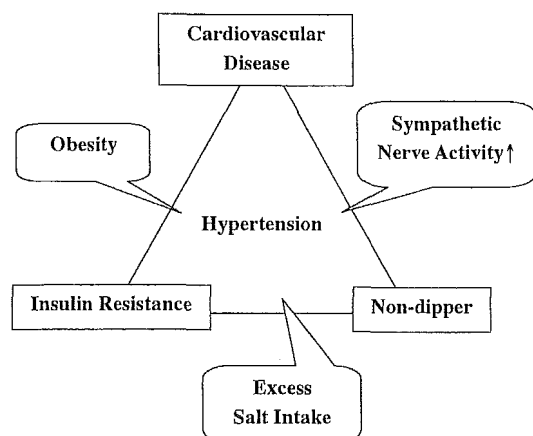 Cardiovascular
Disease
Obesity
Sympathetic
Nerve Activity↑
Hypertension
Insulin Resistance
Non-dipper
Excess
Salt Intake